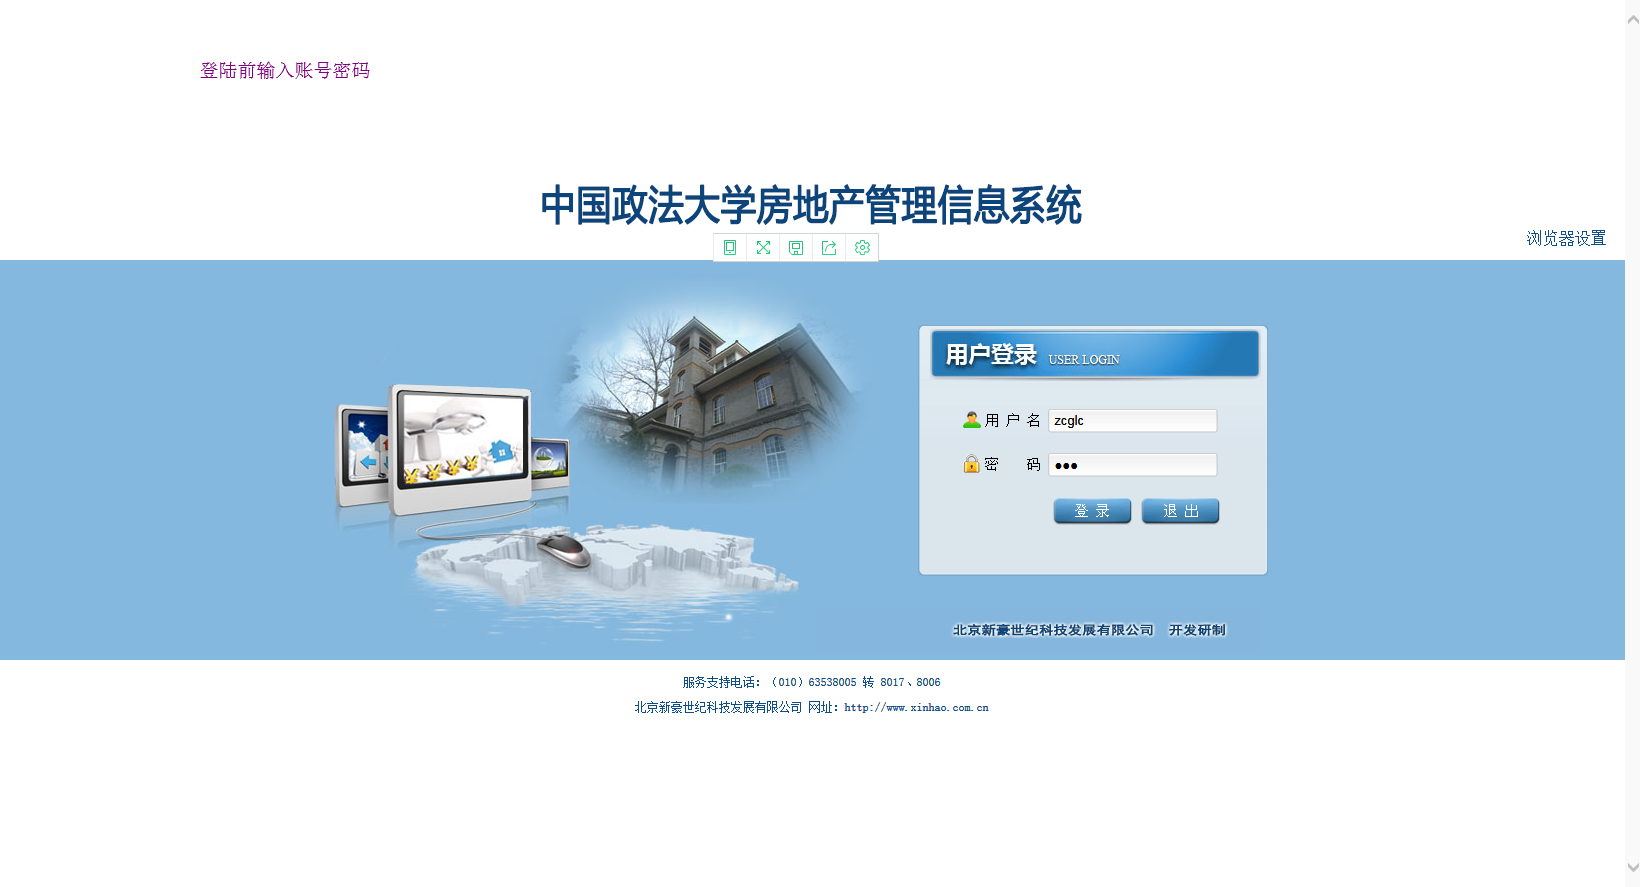 登陆前输入账号密码
中国政法大学房地产管理信息系统
浏览器设置
用户登录 USER LOGIN
用 户 名 zcglc
密 码 ●●●
登 录 退 出
北京新豪世纪科技发展有限公司 开发研制
服务支持电话：（010）63538005 转 8017、8006
北京新豪世纪科技发展有限公司 网址：http://www.xinhao.com.cn